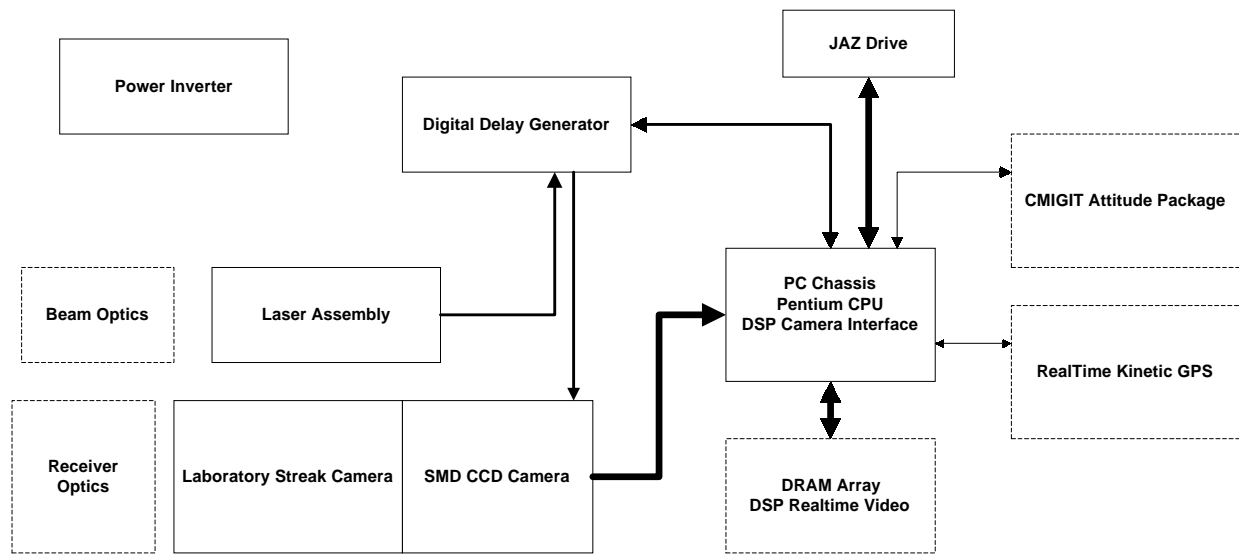 JAZ Drive
Power Inverter
Digital Delay Generator
CMIGIT Attitude Package
PC Chassis
Pentium CPU
DSP Camera Interface
Beam Optics
Laser Assembly
RealTime Kinetic GPS
Receiver
Optics
Laboratory Streak Camera
SMD CCD Camera
DRAM Array
DSP Realtime Video